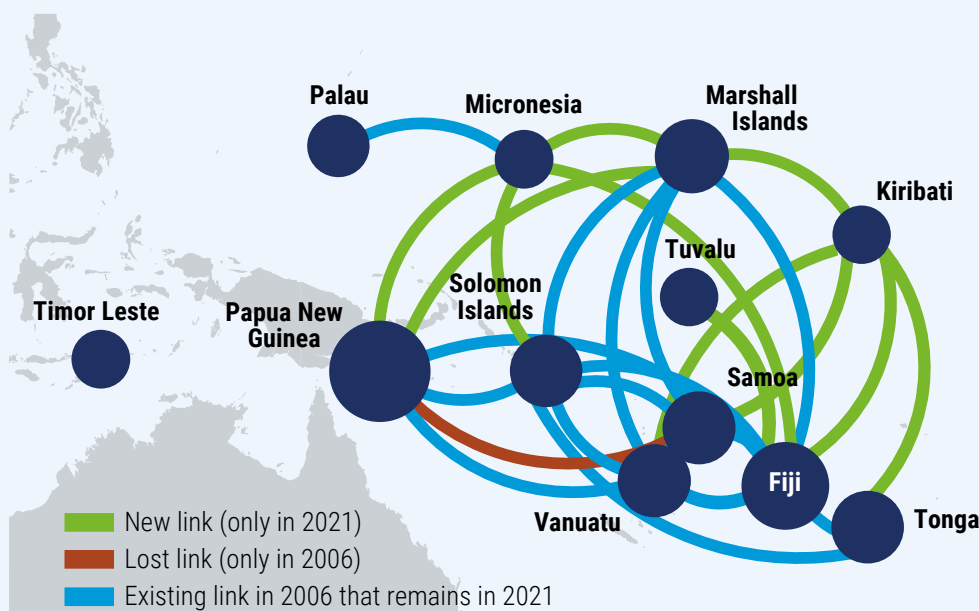 Palau
Micronesia
Marshall
Islands
Kiribati
Tuvalu
Solomon
Islands
Timor Leste
Papua New
Guinea
Samoa
Fiji
Vanuatu
Tonga
New link (only in 2021)
Lost link (only in 2006)
Existing link in 2006 that remains in 2021